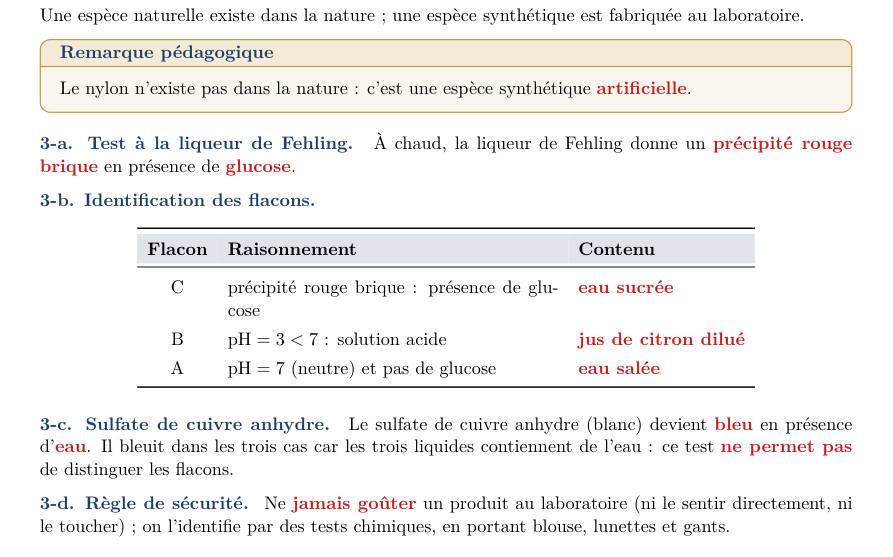 Une espèce naturelle existe dans la nature ; une espèce synthétique est fabriquée au laboratoire.
Remarque pédagogique
Le nylon n'existe pas dans la nature : c'est une espèce synthétique artificielle.
3-a. Test à la liqueur de Fehling. À chaud, la liqueur de Fehling donne un précipité rouge
brique en présence de glucose.
3-b. Identification des flacons.
Flacon Raisonnement Contenu
C précipité rouge brique : présence de glu- eau sucrée
cose
B pH = 3 < 7 : solution acide jus de citron dilué
A pH = 7 (neutre) et pas de glucose eau salée
3-c. Sulfate de cuivre anhydre. Le sulfate de cuivre anhydre (blanc) devient bleu en présence
d'eau. Il bleuit dans les trois cas car les trois liquides contiennent de l'eau : ce test ne permet pas
de distinguer les flacons.
3-d. Règle de sécurité. Ne jamais goûter un produit au laboratoire (ni le sentir directement, ni
le toucher) ; on l'identifie par des tests chimiques, en portant blouse, lunettes et gants.